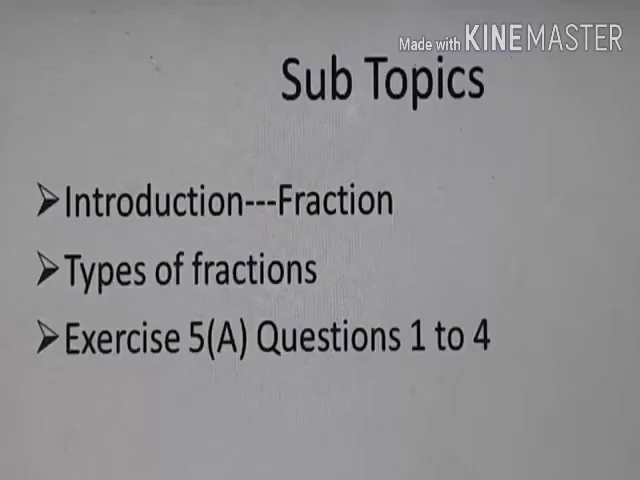 Made with KINEMASTER
Sub Topics
➢Introduction---Fraction
➢Types of fractions
➢Exercise 5(A) Questions 1 to 4